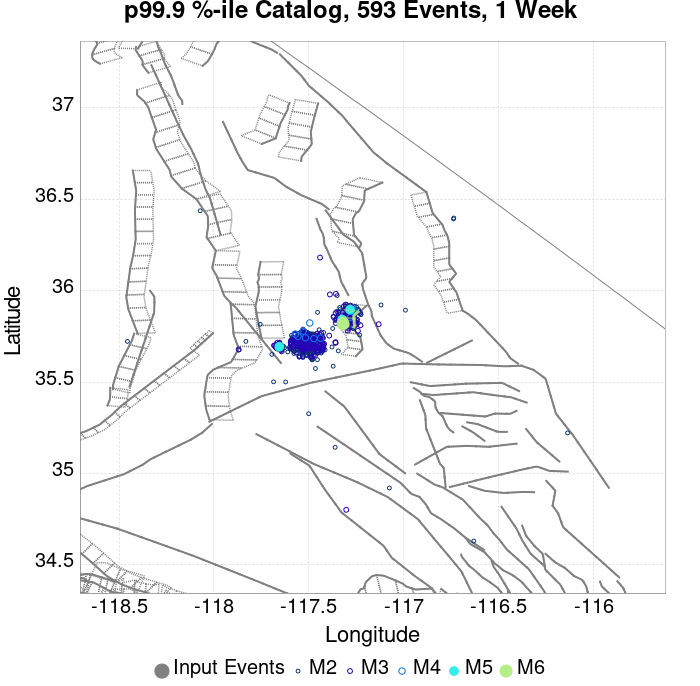 p99.9 %-ile Catalog, 593 Events, 1 Week
37
36.5
36
35.5
35
34.5
Latitude
-118.5 -118 -117.5 -117 -116.5 -116
Longitude
Input Events M2 M3 M4 M5 M6